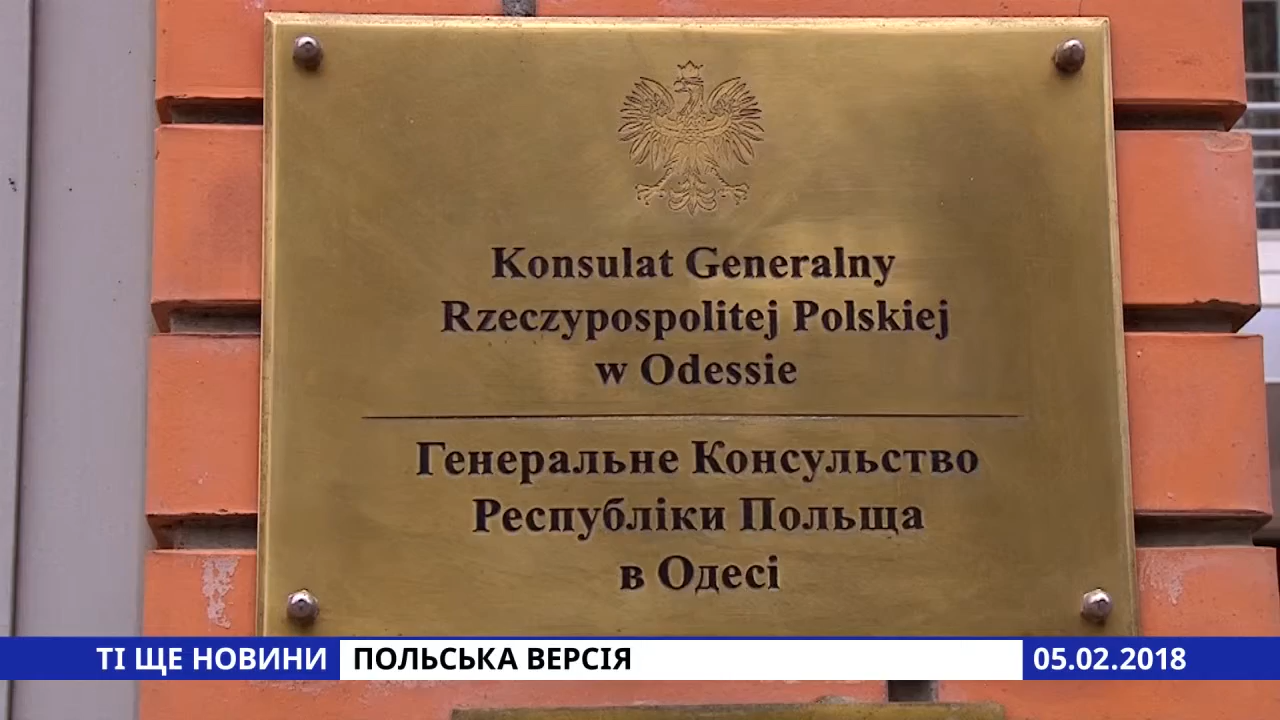 Konsulat Generalny
Rzeczypospolitej Polskiej
w Odessie
Генеральне Консульство
Республіки Польща
в Одесі
ТІ ЩЕ НОВИНИ ПОЛЬСЬКА ВЕРСІЯ 05.02.2018